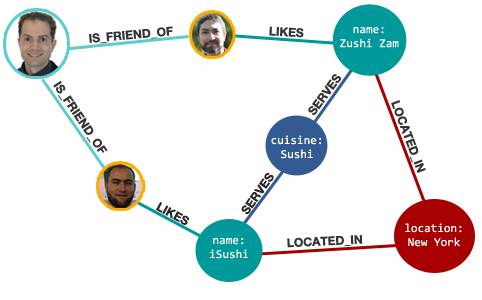 IS_FRIEND_OF
LIKES
name:
Zushi Zam
IS_FRIEND_OF
SERVES
LOCATED_IN
cuisine:
Sushi
SERVES
LIKES
name:
iSushi
LOCATED_IN
location:
New York